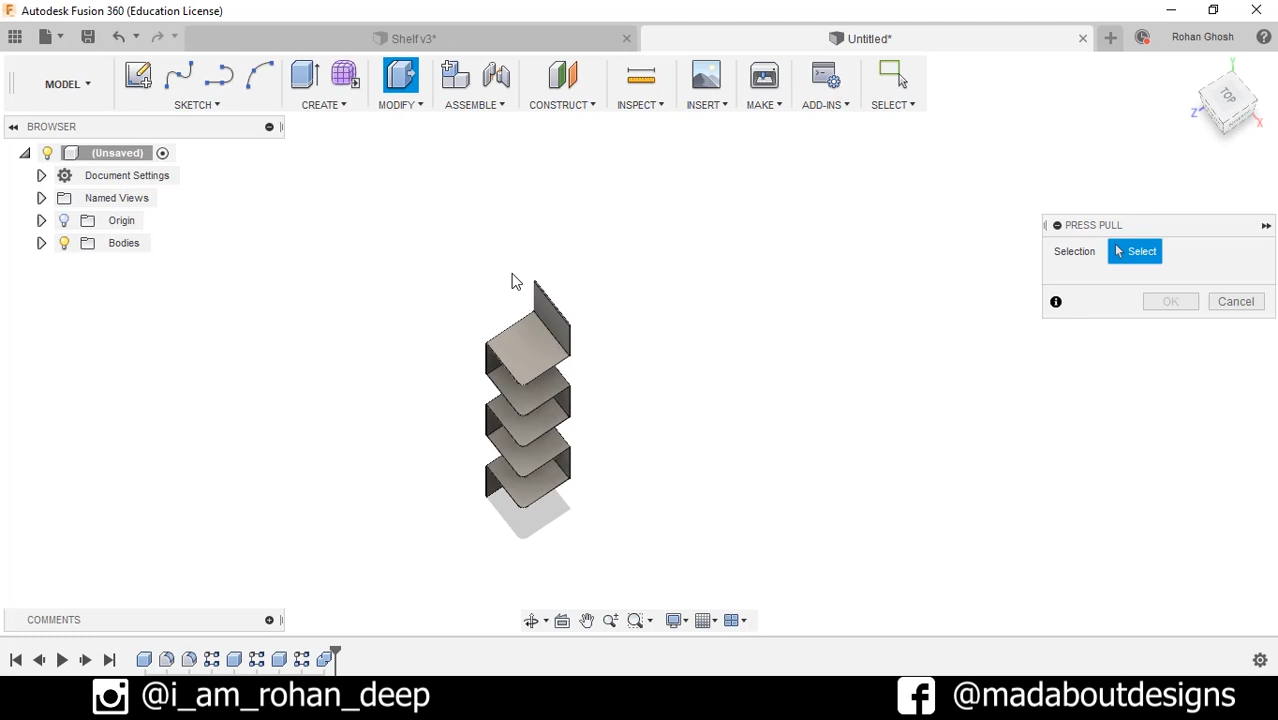 Autodesk Fusion 360 (Education License)
Shelf v3*
Untitled*
Rohan Ghosh
MODEL
SKETCH
CREATE
MODIFY
ASSEMBLE
CONSTRUCT
INSPECT
INSERT
MAKE
ADD-INS
SELECT
TOP
Y
Z
X
BROWSER
(Unsaved)
Document Settings
Named Views
Origin
Bodies
PRESS PULL
Selection
Select
OK
Cancel
COMMENTS
@i_am_rohan_deep
@madaboutdesigns